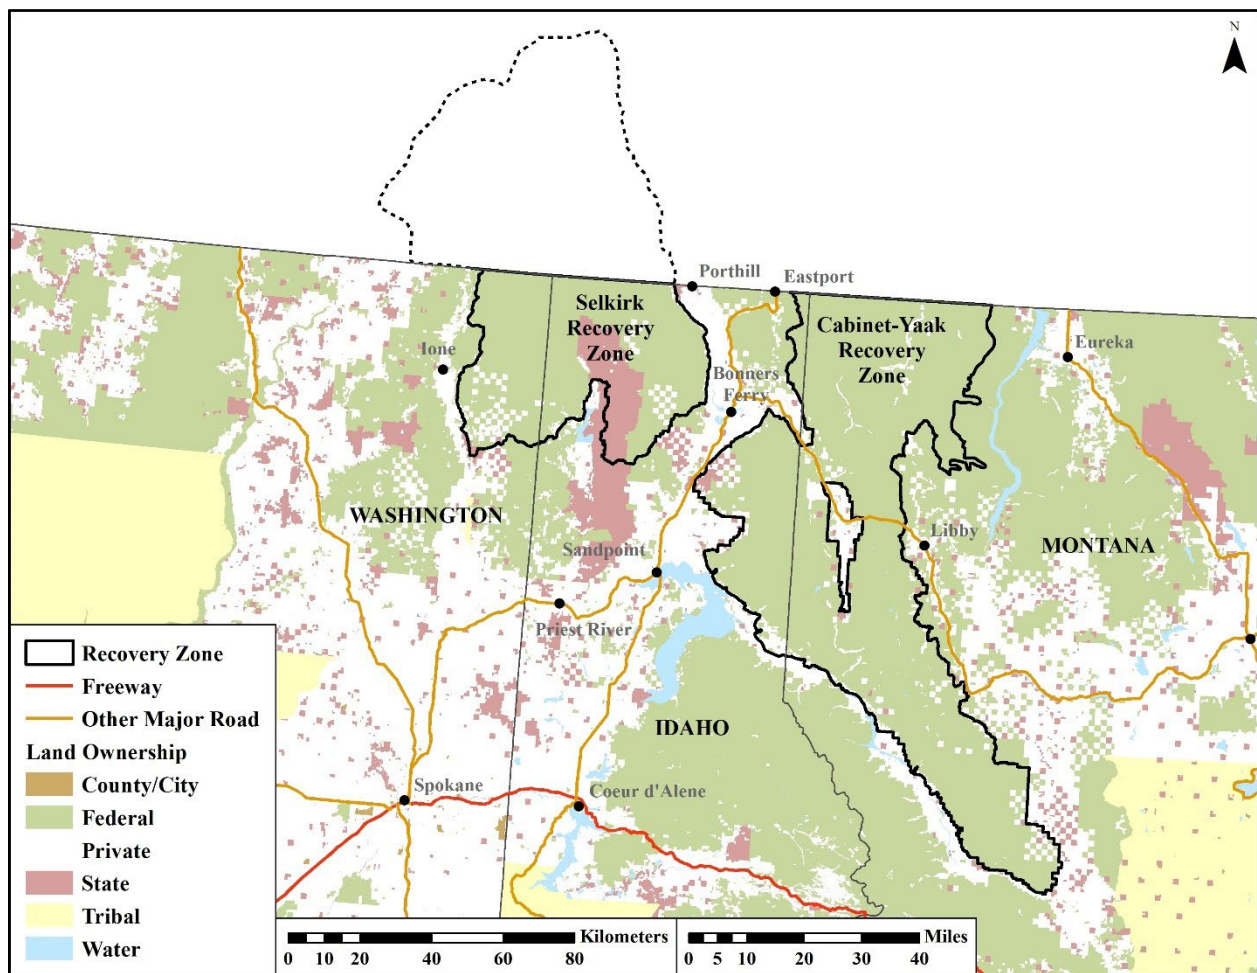 N
Porthill
Eastport
Selkirk
Recovery
Zone
Cabinet-Yaak
Recovery
Zone
Ione
Eureka
Bonners
Ferry
WASHINGTON
Libby
MONTANA
Sandpoint
Priest River
IDAHO
Spokane
Coeur d'Alene
Recovery Zone
Freeway
Other Major Road
Land Ownership
County/City
Federal
Private
State
Tribal
Water
Kilometers
0 10 20 40 60 80
Miles
0 5 10 20 30 40